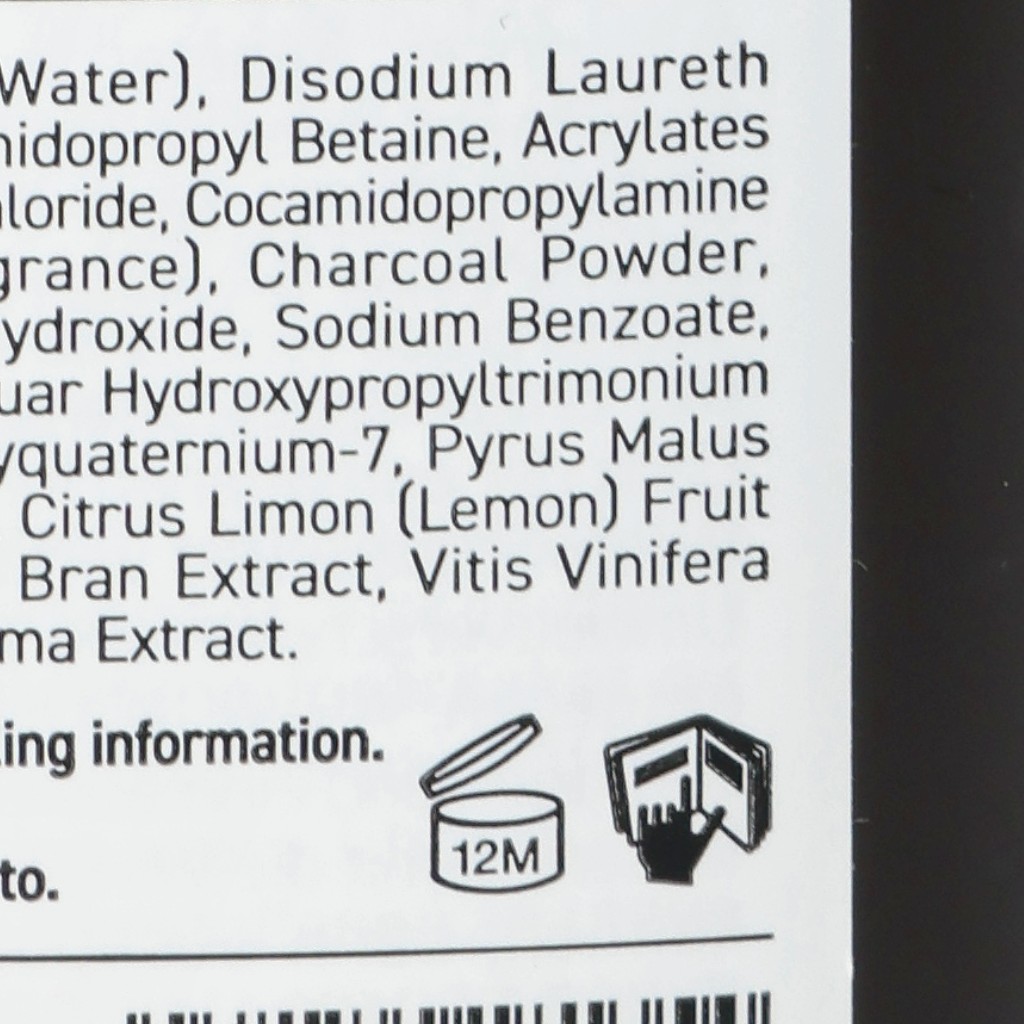 Water), Disodium Laureth
midopropyl Betaine, Acrylates
loride, Cocamidopropylamine
grance), Charcoal Powder,
ydroxide, Sodium Benzoate,
uar Hydroxypropyltrimonium
yquaternium-7, Pyrus Malus
Citrus Limon (Lemon) Fruit
Bran Extract, Vitis Vinifera
ma Extract.
ing information.
12M
to.